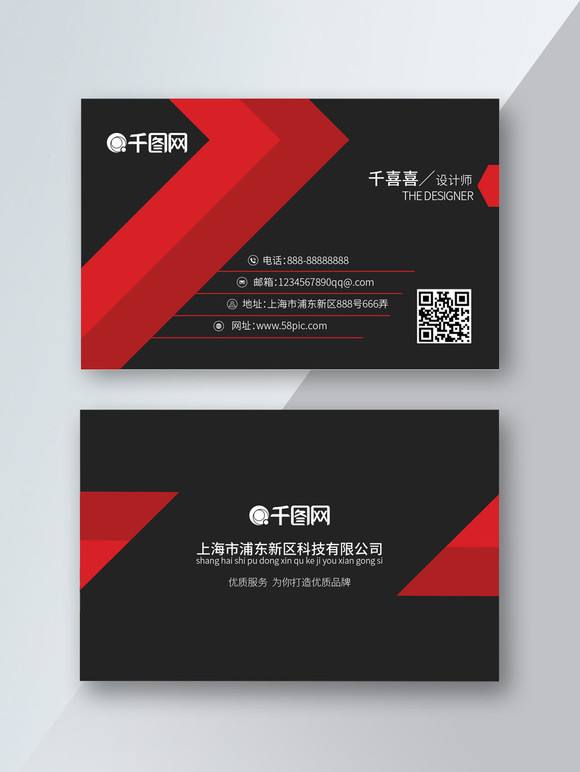 千图网
千喜喜／设计师
THE DESIGNER
电话:888-88888888
邮箱:1234567890qq@.com
地址:上海市浦东新区888号666弄
网址:www.58pic.com
千图网
上海市浦东新区科技有限公司
shang hai shi pu dong xin qu ke ji you xian gong si
优质服务 为你打造优质品牌